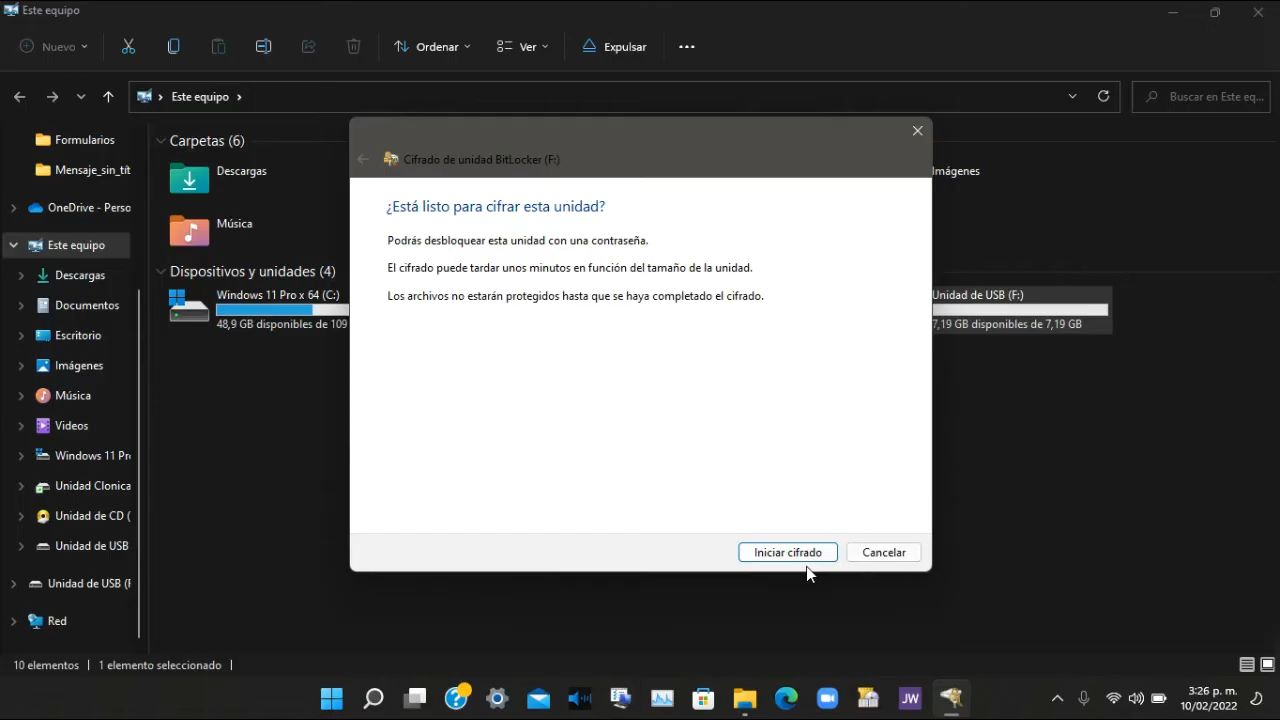 Este equipo
Nuevo
Ordenar
Ver
Expulsar
Este equipo
Buscar en Este eq...
Formularios
Mensaje_sin_tít
OneDrive - Perso
Este equipo
Descargas
Documentos
Escritorio
Imágenes
Música
Videos
Windows 11 Pro
Unidad Clonica
Unidad de CD (
Unidad de USB
Unidad de USB (F
Red
Carpetas (6)
Descargas
Música
Imágenes
Dispositivos y unidades (4)
Windows 11 Pro x 64 (C:)
48,9 GB disponibles de 109
Unidad de USB (F:)
7,19 GB disponibles de 7,19 GB
Cifrado de unidad BitLocker (F:)
¿Está listo para cifrar esta unidad?
Podrás desbloquear esta unidad con una contraseña.
El cifrado puede tardar unos minutos en función del tamaño de la unidad.
Los archivos no estarán protegidos hasta que se haya completado el cifrado.
Iniciar cifrado
Cancelar
10 elementos
1 elemento seleccionado
JW
3:26 p. m.
10/02/2022